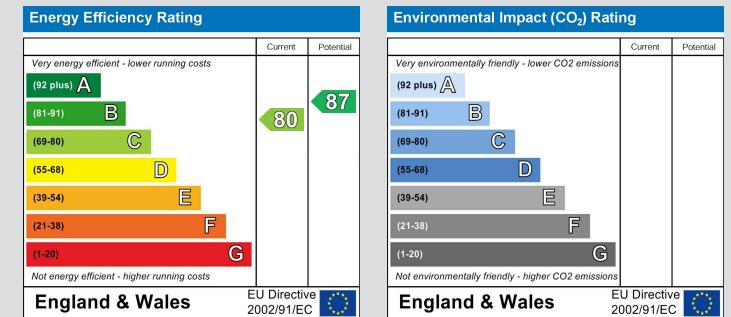 Energy Efficiency Rating
Current Potential
Very energy efficient - lower running costs
(92 plus) A
(81-91) B
(69-80) C
(55-68) D
(39-54) E
(21-38) F
(1-20) G
80
87
Not energy efficient - higher running costs
England & Wales
EU Directive
2002/91/EC
Environmental Impact (CO₂) Rating
Current Potential
Very environmentally friendly - lower CO2 emissions
(92 plus) A
(81-91) B
(69-80) C
(55-68) D
(39-54) E
(21-38) F
(1-20) G
Not environmentally friendly - higher CO2 emissions
England & Wales
EU Directive
2002/91/EC